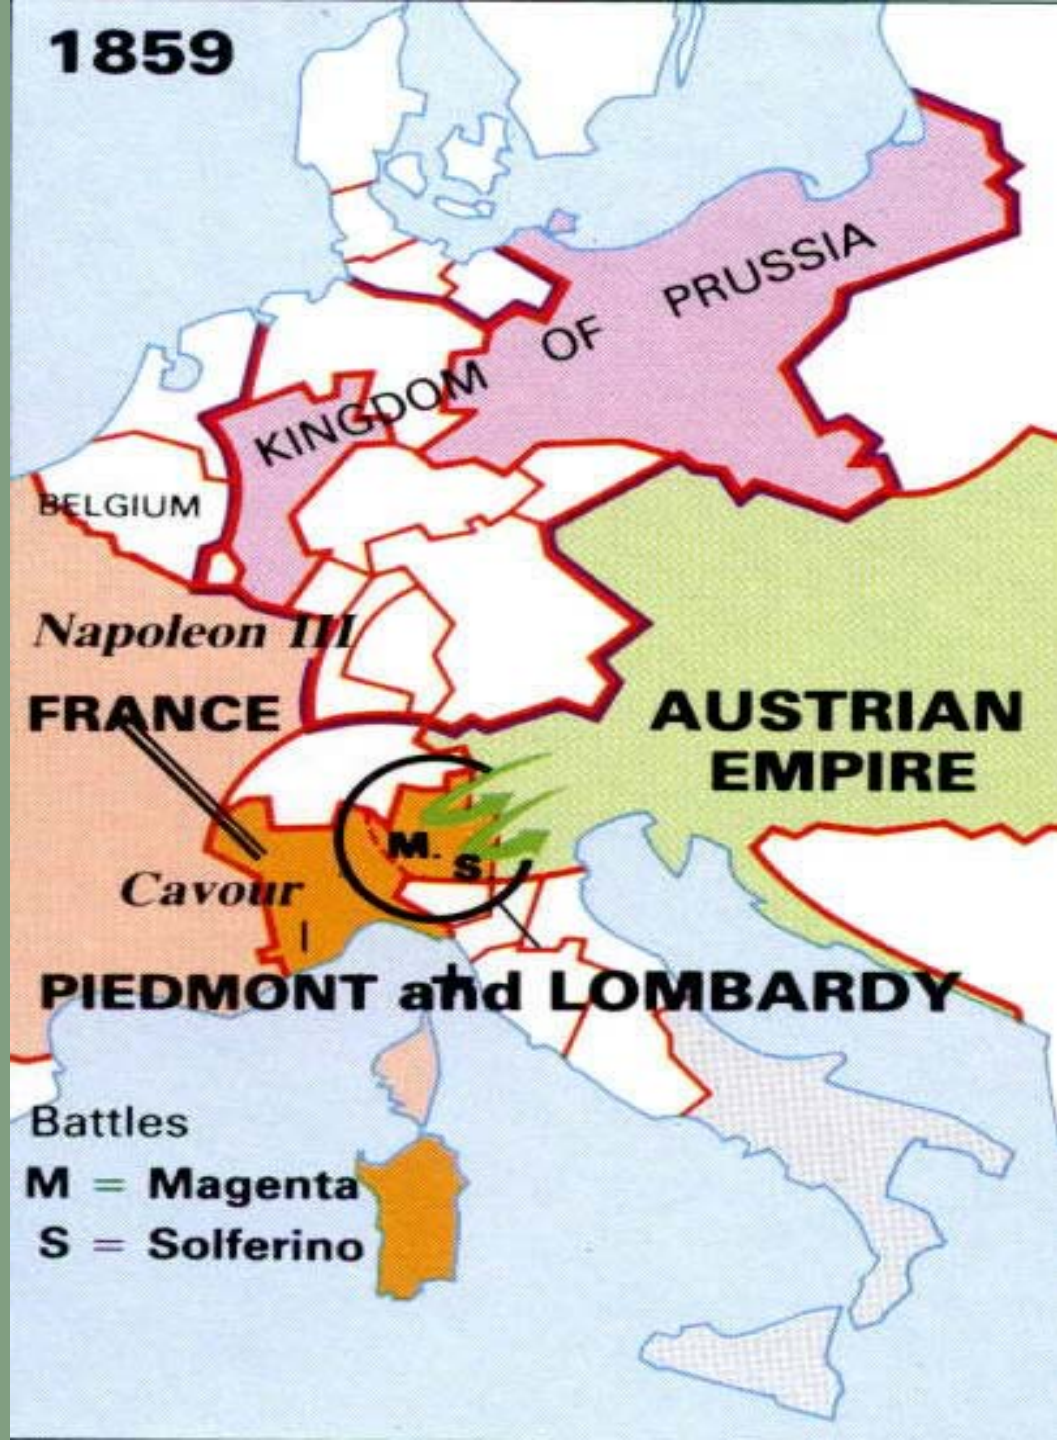 1859
KINGDOM OF PRUSSIA
BELGIUM
Napoleon III
FRANCE
AUSTRIAN
EMPIRE
M.
S.
Cavour
PIEDMONT and LOMBARDY
Battles
M = Magenta
S = Solferino